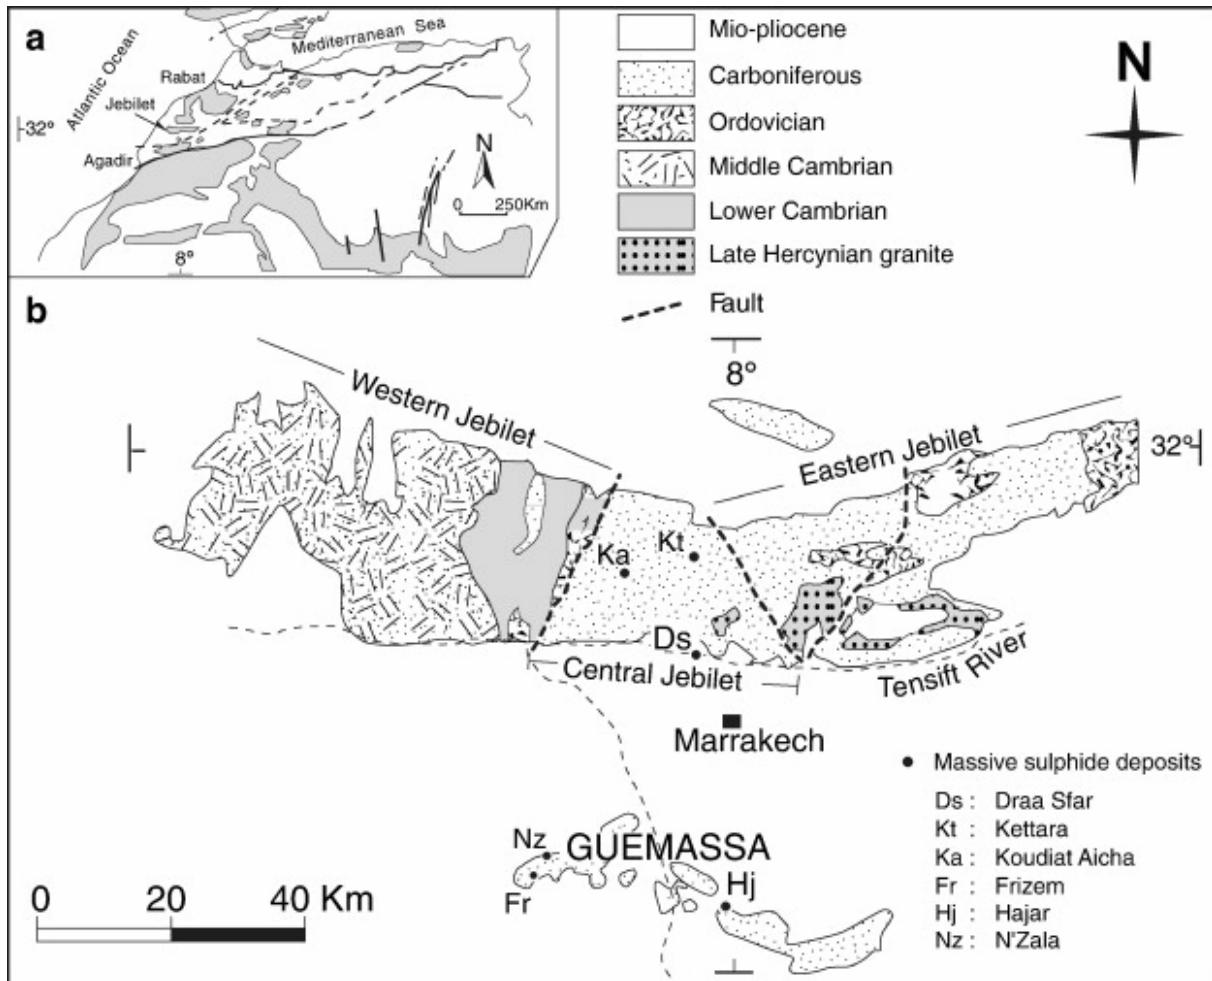 a
Mediterranean Sea
Atlantic Ocean
Rabat
Jebilet
32°
Agadir
N
0 250Km
8°
Mio-pliocene
Carboniferous
Ordovician
Middle Cambrian
Lower Cambrian
Late Hercynian granite
Fault
N
b
8°
Western Jebilet
Eastern Jebilet
32°
Ka
Kt
Ds
Central Jebilet
Tensift River
Marrakech
Nz
GUEMASSA
Fr
Hj
0 20 40 Km
Massive sulphide deposits
Ds : Draa Sfar
Kt : Kettara
Ka : Koudiat Aicha
Fr : Frizem
Hj : Hajar
Nz : N'Zala